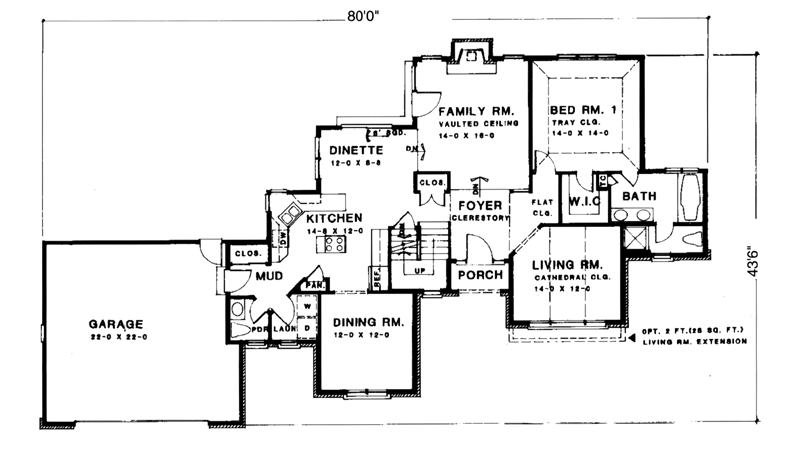 80'0"
FAMILY RM.
VAULTED CEILING
14-0 X 16-0
BED RM. 1
TRAY CLG.
14-0 X 14-0
DINETTE
12-0 X 8-8
DN
CLOS.
DN
FOYER
CLERESTORY
FLAT
CLG.
W.I.C
BATH
KITCHEN
14-8 X 12-0
DW
DN
UP
REF.
PAN.
CLOS.
MUD
PORCH
LIVING RM.
CATHEDRAL CLG.
14-0 X 12-0
43'6"
GARAGE
22-0 X 22-0
PDR
LAUN
W
D
DINING RM.
12-0 X 12-0
OPT. 2 FT.(28 SQ. FT.)
LIVING RM. EXTENSION